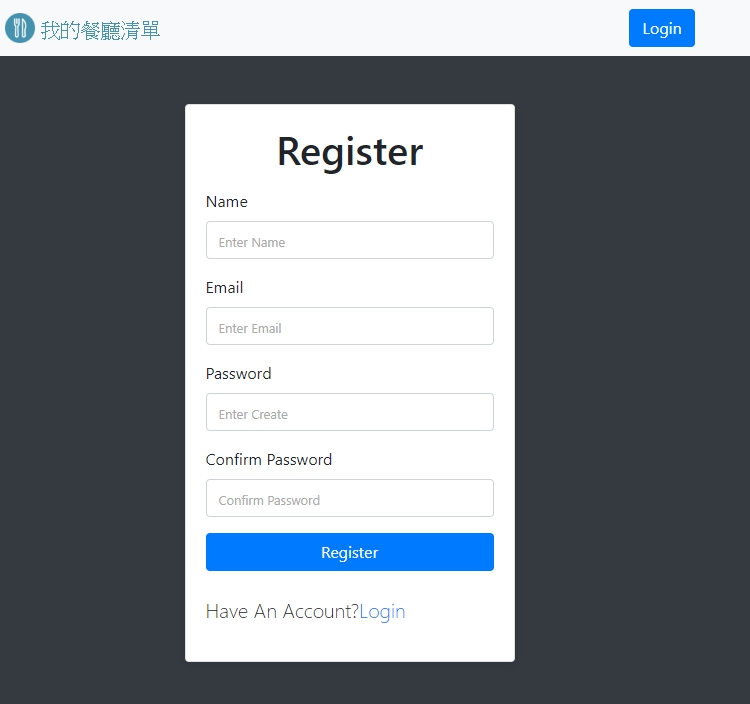 我的餐廳清單
Login
Register
Name
Enter Name
Email
Enter Email
Password
Enter Create
Confirm Password
Confirm Password
Register
Have An Account?Login